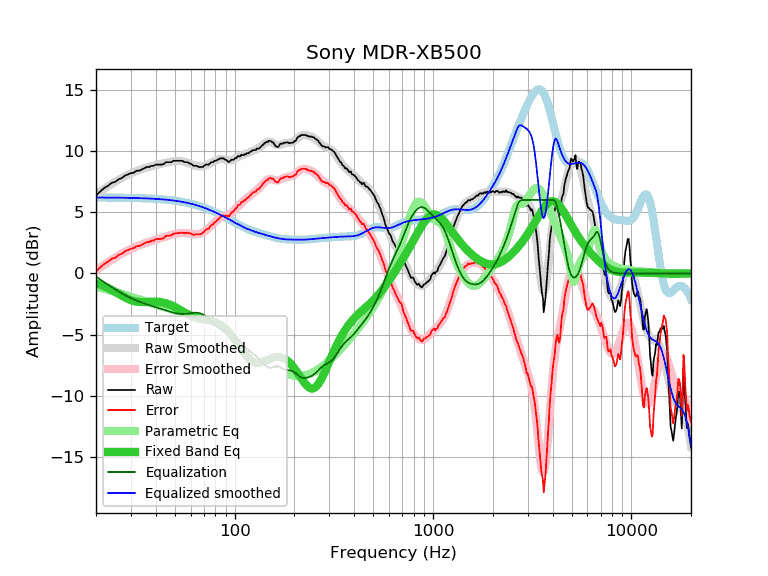 Sony MDR-XB500
15
10
5
0
−5
−10
−15
Amplitude (dBr)
Target
Raw Smoothed
Error Smoothed
Raw
Error
Parametric Eq
Fixed Band Eq
Equalization
Equalized smoothed
100
1000
10000
Frequency (Hz)